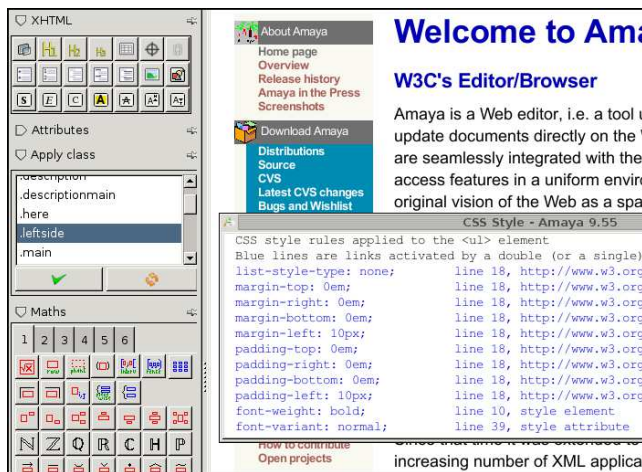 XHTML
H1 H2 H3
S E C A A A2 A2
Attributes
Apply class
.description
.descriptionmain
.here
.leftside
.main
Maths
1 2 3 4 5 6
N Z Q R C H P
About Amaya
Home page
Overview
Release history
Amaya in the Press
Screenshots
Download Amaya
Distributions
Source
CVS
Latest CVS changes
Bugs and Wishlist
How to contribute
Open projects
Welcome to Ama
W3C's Editor/Browser
Amaya is a Web editor, i.e. a tool u
update documents directly on the W
are seamlessly integrated with the
access features in a uniform enviro
original vision of the Web as a spa
CSS Style - Amaya 9.55
CSS style rules applied to the <ul> element
Blue lines are links activated by a double (or a single)
list-style-type: none; line 18, http://www.w3.org
margin-top: 0em; line 18, http://www.w3.org
margin-right: 0em; line 18, http://www.w3.org
margin-bottom: 0em; line 18, http://www.w3.org
margin-left: 10px; line 18, http://www.w3.org
padding-top: 0em; line 18, http://www.w3.org
padding-right: 0em; line 18, http://www.w3.org
padding-bottom: 0em; line 18, http://www.w3.org
padding-left: 10px; line 18, http://www.w3.org
font-weight: bold; line 10, style element
font-variant: normal; line 39, style attribute
Since that time it was extended to
increasing number of XML applica